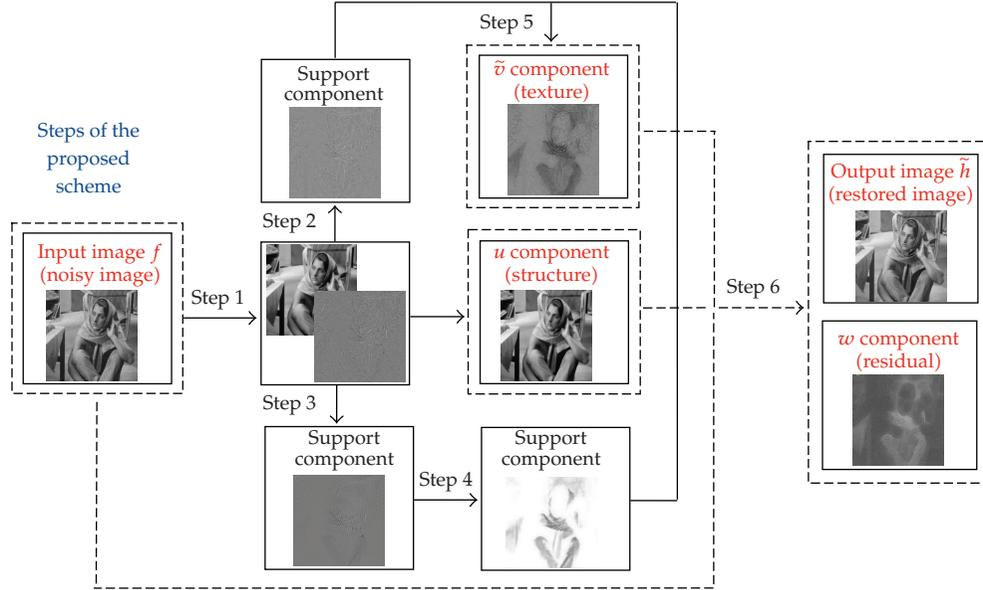 Steps of the
proposed
scheme
Input image f
(noisy image)
Step 1
Step 2
Support
component
Step 3
Support
component
Step 4
Support
component
Step 5
ṽ component
(texture)
u component
(structure)
Step 6
Output image h̃
(restored image)
w component
(residual)